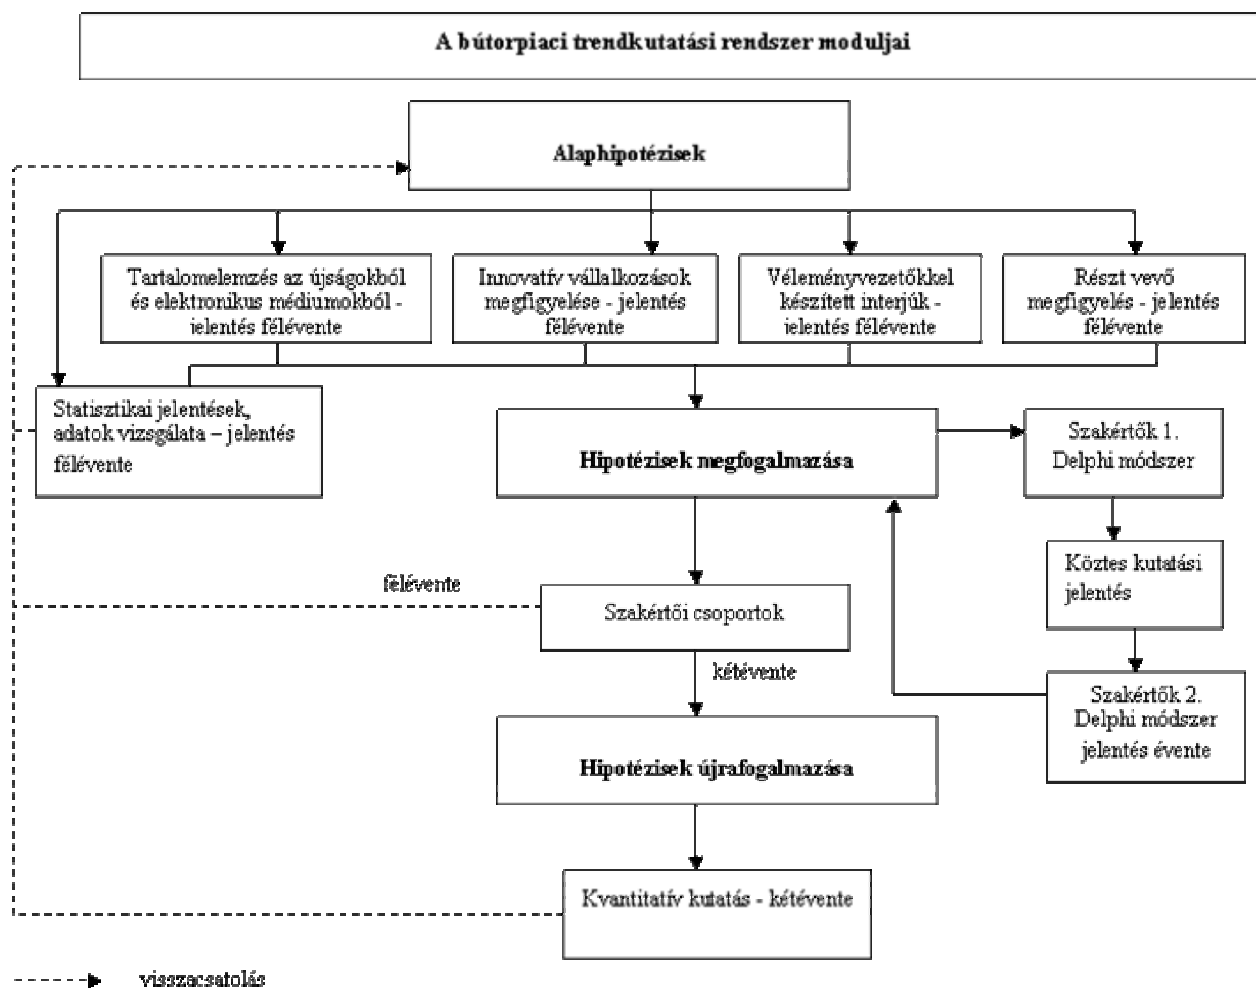 A bútorpiaci trendkutatási rendszer moduljai
Alaphipotézisek
Tartalomelemzés az újságokból
és elektronikus médiumokból -
jelentés félévente
Innovatív vállalkozások
megfigyelése - jelentés
félévente
Véleményvezetőkkel
készített interjúk -
jelentés félévente
Részt vevő
megfigyelés - jelentés
félévente
Statisztikai jelentések,
adatok vizsgálata – jelentés
félévente
Hipotézisek megfogalmazása
Szakértők 1.
Delphi módszer
Köztes kutatási
jelentés
félévente
Szakértői csoportok
kétévente
Szakértők 2.
Delphi módszer
jelentés évente
Hipotézisek újrafogalmazása
Kvantitatív kutatás - kétévente
visszacsatolás